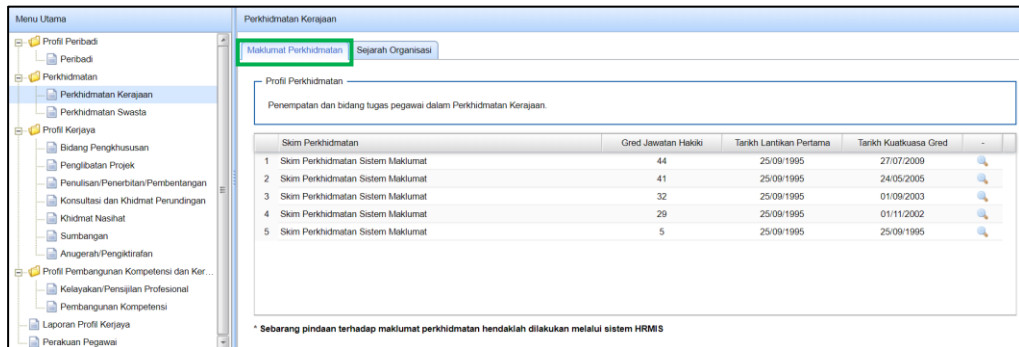 Menu Utama
Profil Peribadi
Peribadi
Perkhidmatan
Perkhidmatan Kerajaan
Perkhidmatan Swasta
Profil Kerjaya
Bidang Pengkhususan
Penglibatan Projek
Penulisan/Penerbitan/Pembentangan
Konsultasi dan Khidmat Perundingan
Khidmat Nasihat
Sumbangan
Anugerah/Pengiktirafan
Profil Pembangunan Kompetensi dan Ker...
Kelayakan/Pensijilan Profesional
Pembangunan Kompetensi
Laporan Profil Kerjaya
Perakuan Pegawai
Perkhidmatan Kerajaan
Maklumat Perkhidmatan Sejarah Organisasi
Profil Perkhidmatan
Penempatan dan bidang tugas pegawai dalam Perkhidmatan Kerajaan.
Skim Perkhidmatan Gred Jawatan Hakiki Tarikh Lantikan Pertama Tarikh Kuatkuasa Gred -
1 Skim Perkhidmatan Sistem Maklumat 44 25/09/1995 27/07/2009
2 Skim Perkhidmatan Sistem Maklumat 41 25/09/1995 24/05/2005
3 Skim Perkhidmatan Sistem Maklumat 32 25/09/1995 01/09/2003
4 Skim Perkhidmatan Sistem Maklumat 29 25/09/1995 01/11/2002
5 Skim Perkhidmatan Sistem Maklumat 5 25/09/1995 25/09/1995
* Sebarang pindaan terhadap maklumat perkhidmatan hendaklah dilakukan melalui sistem HRMIS